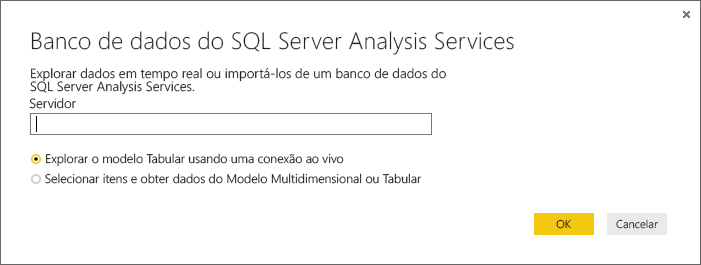 Banco de dados do SQL Server Analysis Services
Explorar dados em tempo real ou importá-los de um banco de dados do
SQL Server Analysis Services.
Servidor
Explorar o modelo Tabular usando uma conexão ao vivo
Selecionar itens e obter dados do Modelo Multidimensional ou Tabular
OK
Cancelar